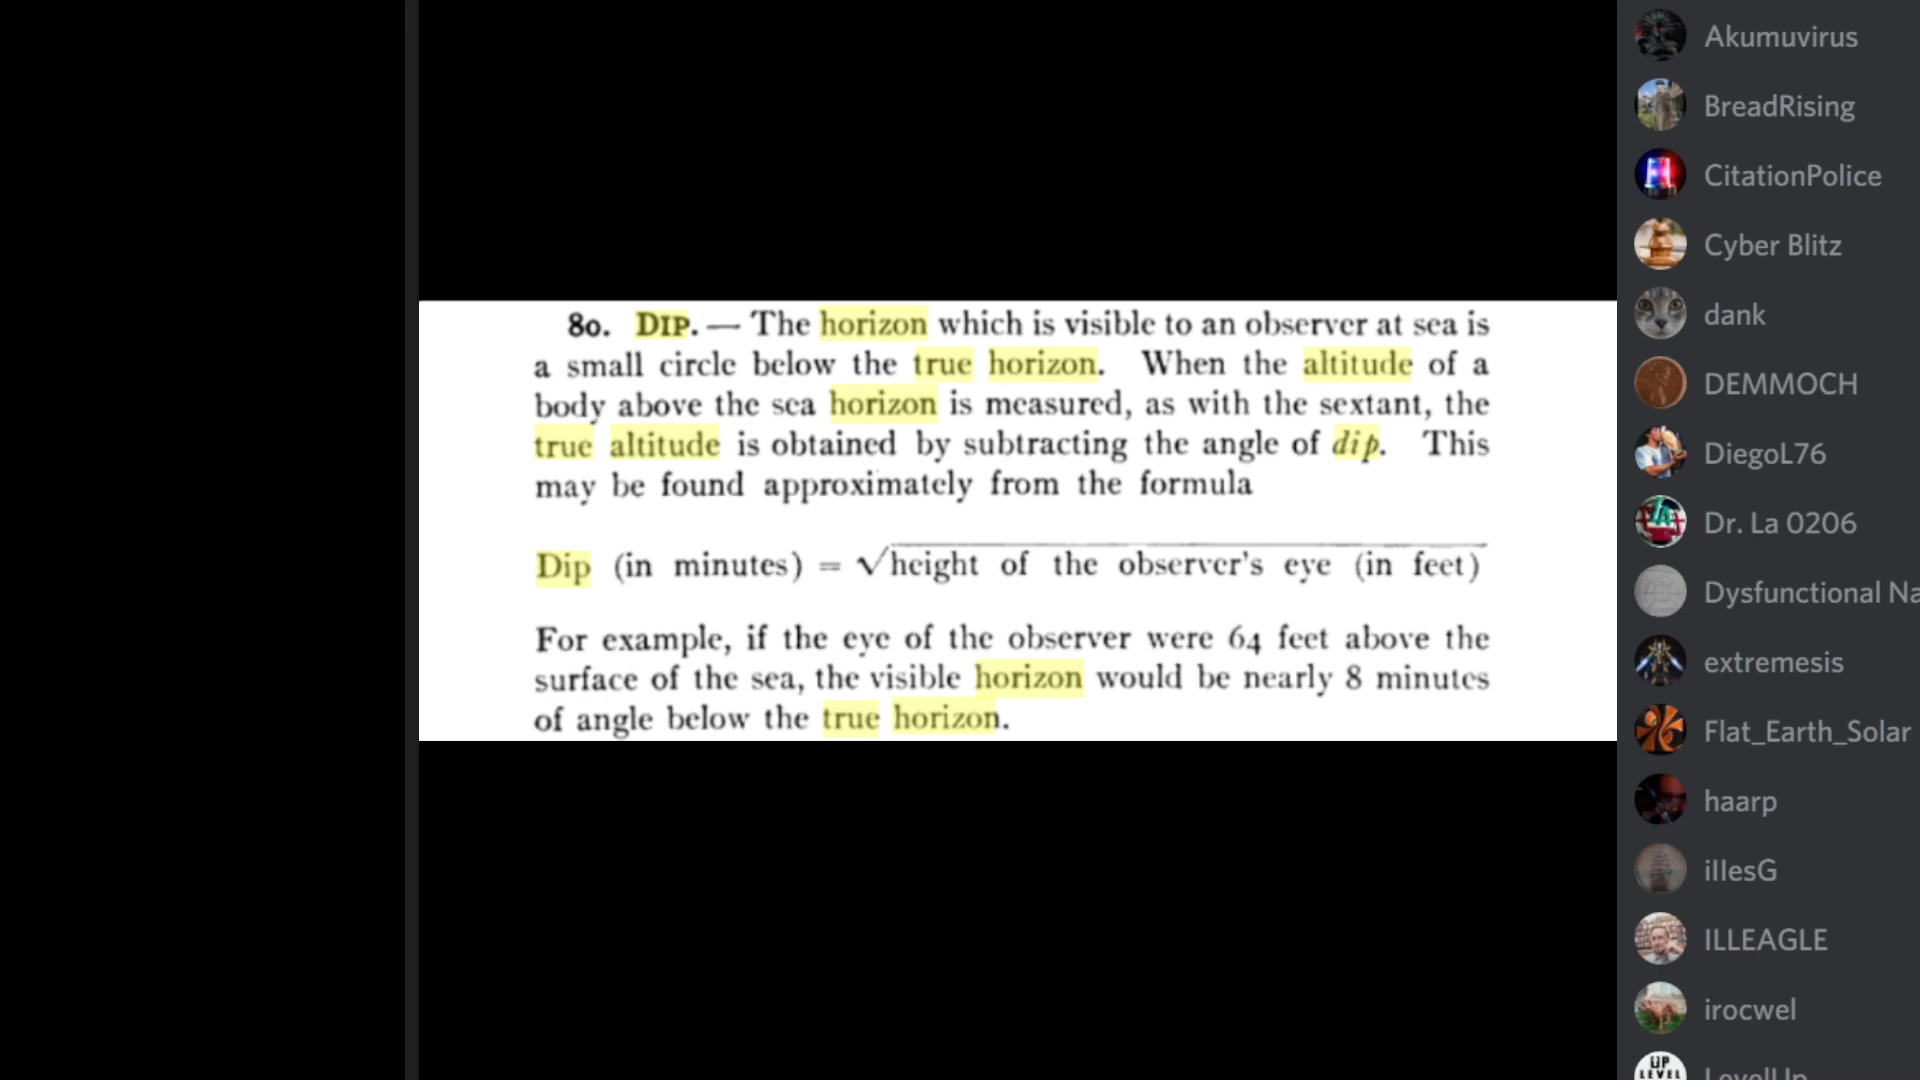 80. DIP. — The horizon which is visible to an observer at sea is
a small circle below the true horizon. When the altitude of a
body above the sea horizon is measured, as with the sextant, the
true altitude is obtained by subtracting the angle of dip. This
may be found approximately from the formula
Dip (in minutes) = √height of the observer's eye (in feet)
For example, if the eye of the observer were 64 feet above the
surface of the sea, the visible horizon would be nearly 8 minutes
of angle below the true horizon.
Akumuvirus
BreadRising
CitationPolice
Cyber Blitz
dank
DEMMOCH
DiegoL76
Dr. La 0206
Dysfunctional Na
extremesis
Flat_Earth_Solar
haarp
illesG
ILLEAGLE
irocwel
UP
LEVEL
LevelUp